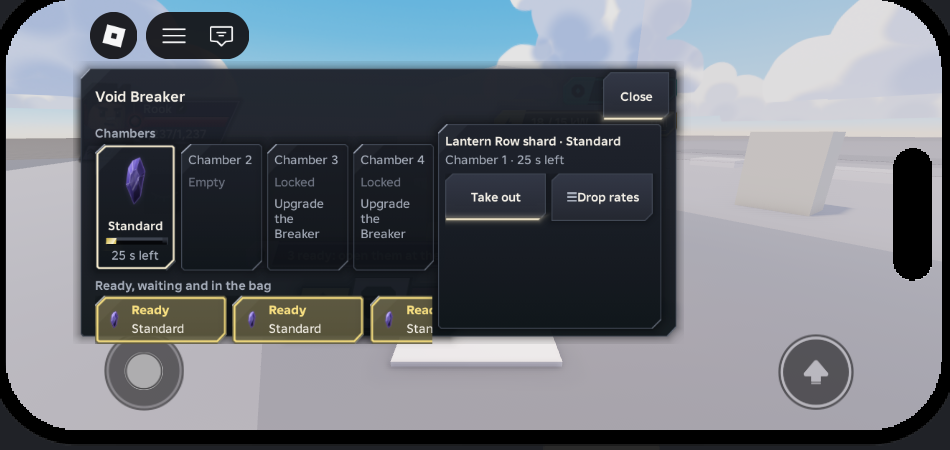 Void Breaker
Close
Chambers
Standard
25 s left
Chamber 2
Empty
Chamber 3
Locked
Upgrade
the
Breaker
Chamber 4
Locked
Upgrade
the
Breaker
Lantern Row shard · Standard
Chamber 1 · 25 s left
Take out
Drop rates
Ready, waiting and in the bag
Ready
Standard
Ready
Standard